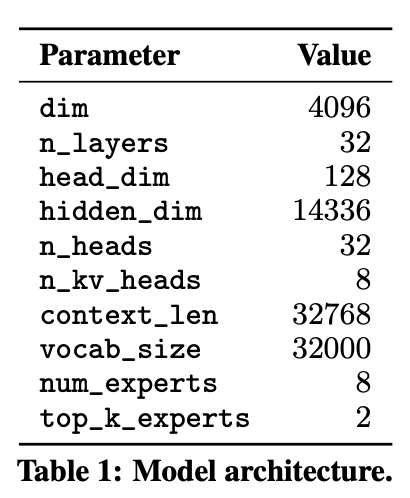 Parameter Value
dim 4096
n_layers 32
head_dim 128
hidden_dim 14336
n_heads 32
n_kv_heads 8
context_len 32768
vocab_size 32000
num_experts 8
top_k_experts 2
Table 1: Model architecture.